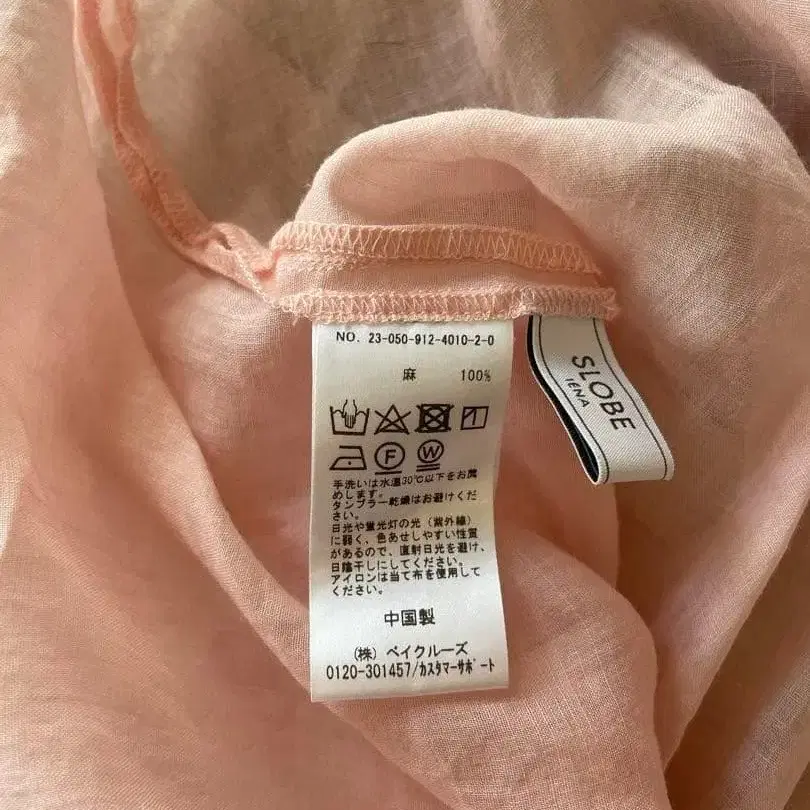 NO. 23-050-912-4010-2-0
麻 100%
F W
手洗いは水温30℃以下をお薦
めします。
タンブラー乾燥はお避けくだ
さい。
日光や蛍光灯の光（紫外線）
に弱く、色あせしやすい性質
があるので、直射日光を避け、
日陰干しにしてください。
アイロンは当て布を使用して
ください。
中国製
（株）ベイクルーズ
0120-301457/ｶｽﾀﾏｰｻﾎﾟｰﾄ
SLOBE
IENA